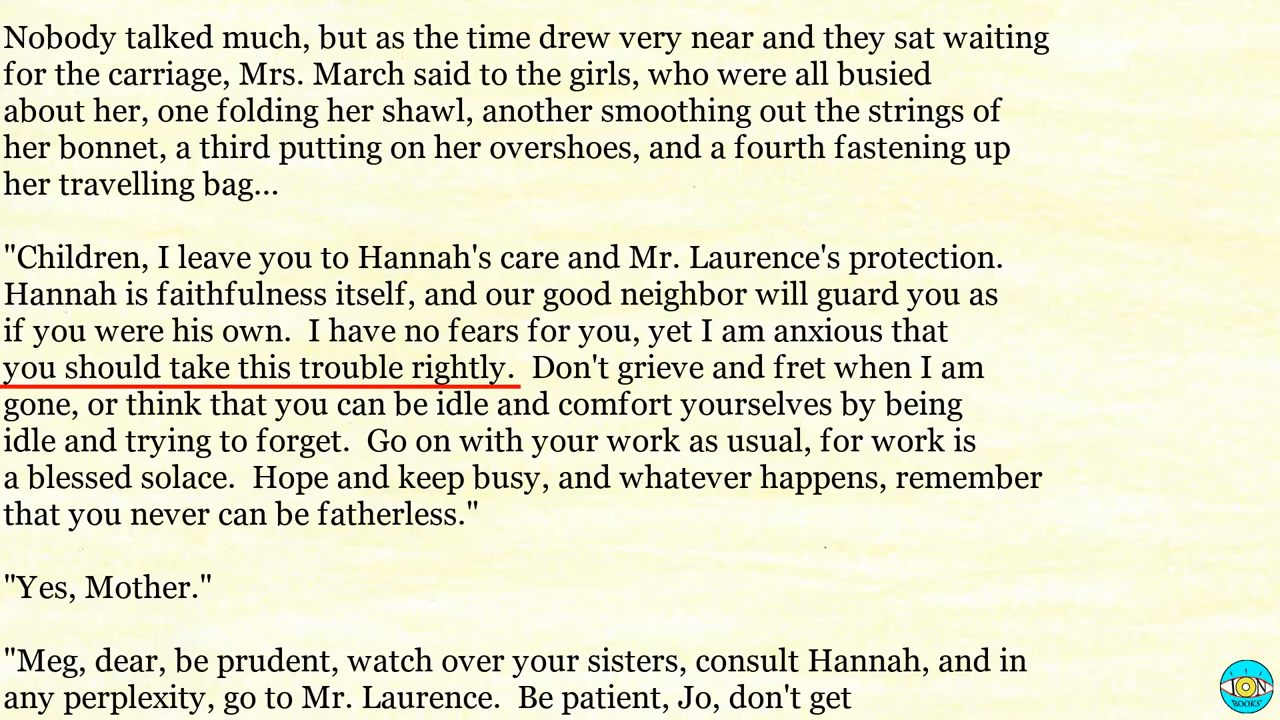 Nobody talked much, but as the time drew very near and they sat waiting
for the carriage, Mrs. March said to the girls, who were all busied
about her, one folding her shawl, another smoothing out the strings of
her bonnet, a third putting on her overshoes, and a fourth fastening up
her travelling bag...
"Children, I leave you to Hannah's care and Mr. Laurence's protection.
Hannah is faithfulness itself, and our good neighbor will guard you as
if you were his own.  I have no fears for you, yet I am anxious that
you should take this trouble rightly.  Don't grieve and fret when I am
gone, or think that you can be idle and comfort yourselves by being
idle and trying to forget.  Go on with your work as usual, for work is
a blessed solace.  Hope and keep busy, and whatever happens, remember
that you never can be fatherless."
"Yes, Mother."
"Meg, dear, be prudent, watch over your sisters, consult Hannah, and in
any perplexity, go to Mr. Laurence.  Be patient, Jo, don't get
ION
BOOKS